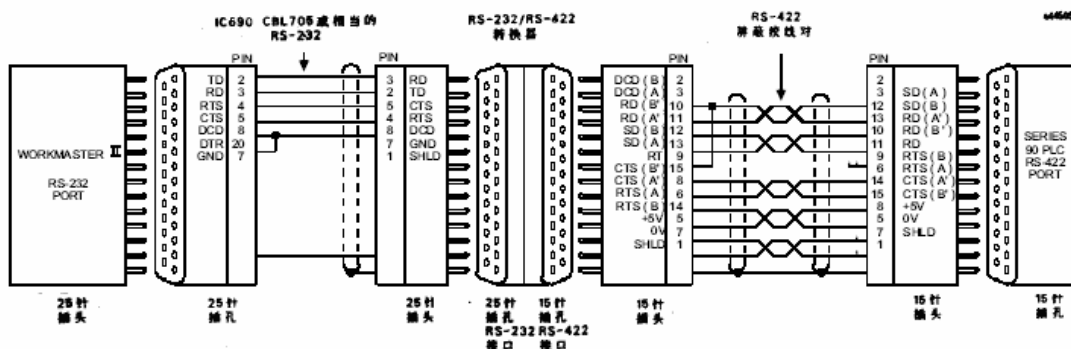 IC690 CBL705或相当的
RS-232
RS-232/RS-422
转换器
RS-422
屏蔽绞线对
WORKMASTER II
RS-232
PORT
25针
插头
PIN
TD 2
RD 3
RTS 4
CTS 5
DCD 8
DTR 20
GND 7
25针
插孔
PIN
3 RD
2 TD
5 CTS
4 RTS
8 DCD
7 GND
1 SHLD
25针
插头
25针
插孔
RS-232
接口
15针
插孔
RS-422
接口
PIN
DCD(B) 2
DCD(A) 3
RD(B') 10
RD(A') 11
SD(B) 12
SD(A) 13
RT 9
CTS(B') 15
CTS(A') 8
RTS(A) 6
RTS(B) 14
+5V 5
0V 7
SHLD 1
15针
插头
PIN
2
3 SD(A)
12 SD(B)
13 RD(A')
10 RD(B')
11 RD
9 RTS(B)
6 RTS(A)
14 CTS(A')
15 CTS(B')
8 +5V
5 0V
7 SHLD
1
15针
插头
SERIES
90 PLC
RS-422
PORT
15针
插孔